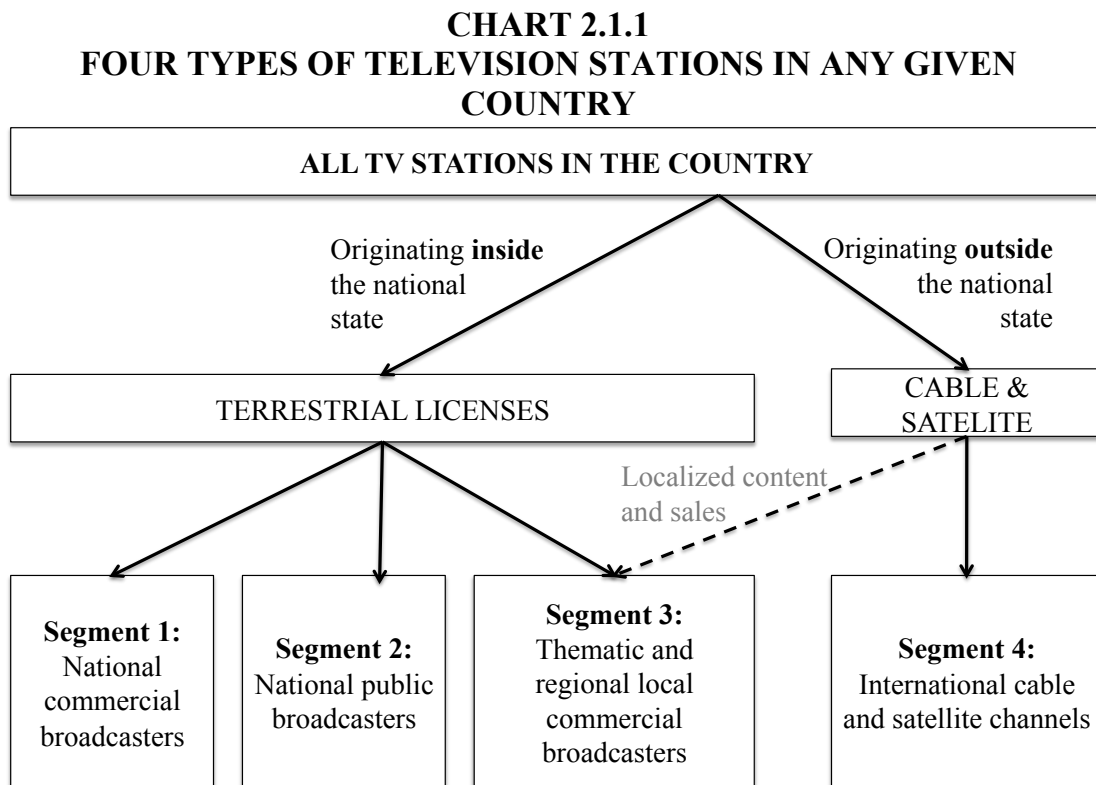 CHART 2.1.1
FOUR TYPES OF TELEVISION STATIONS IN ANY GIVEN
COUNTRY
ALL TV STATIONS IN THE COUNTRY
Originating inside
the national
state
Originating outside
the national
state
TERRESTRIAL LICENSES
CABLE &
SATELITE
Localized content
and sales
Segment 1:
National
commercial
broadcasters
Segment 2:
National public
broadcasters
Segment 3:
Thematic and
regional local
commercial
broadcasters
Segment 4:
International cable
and satellite channels